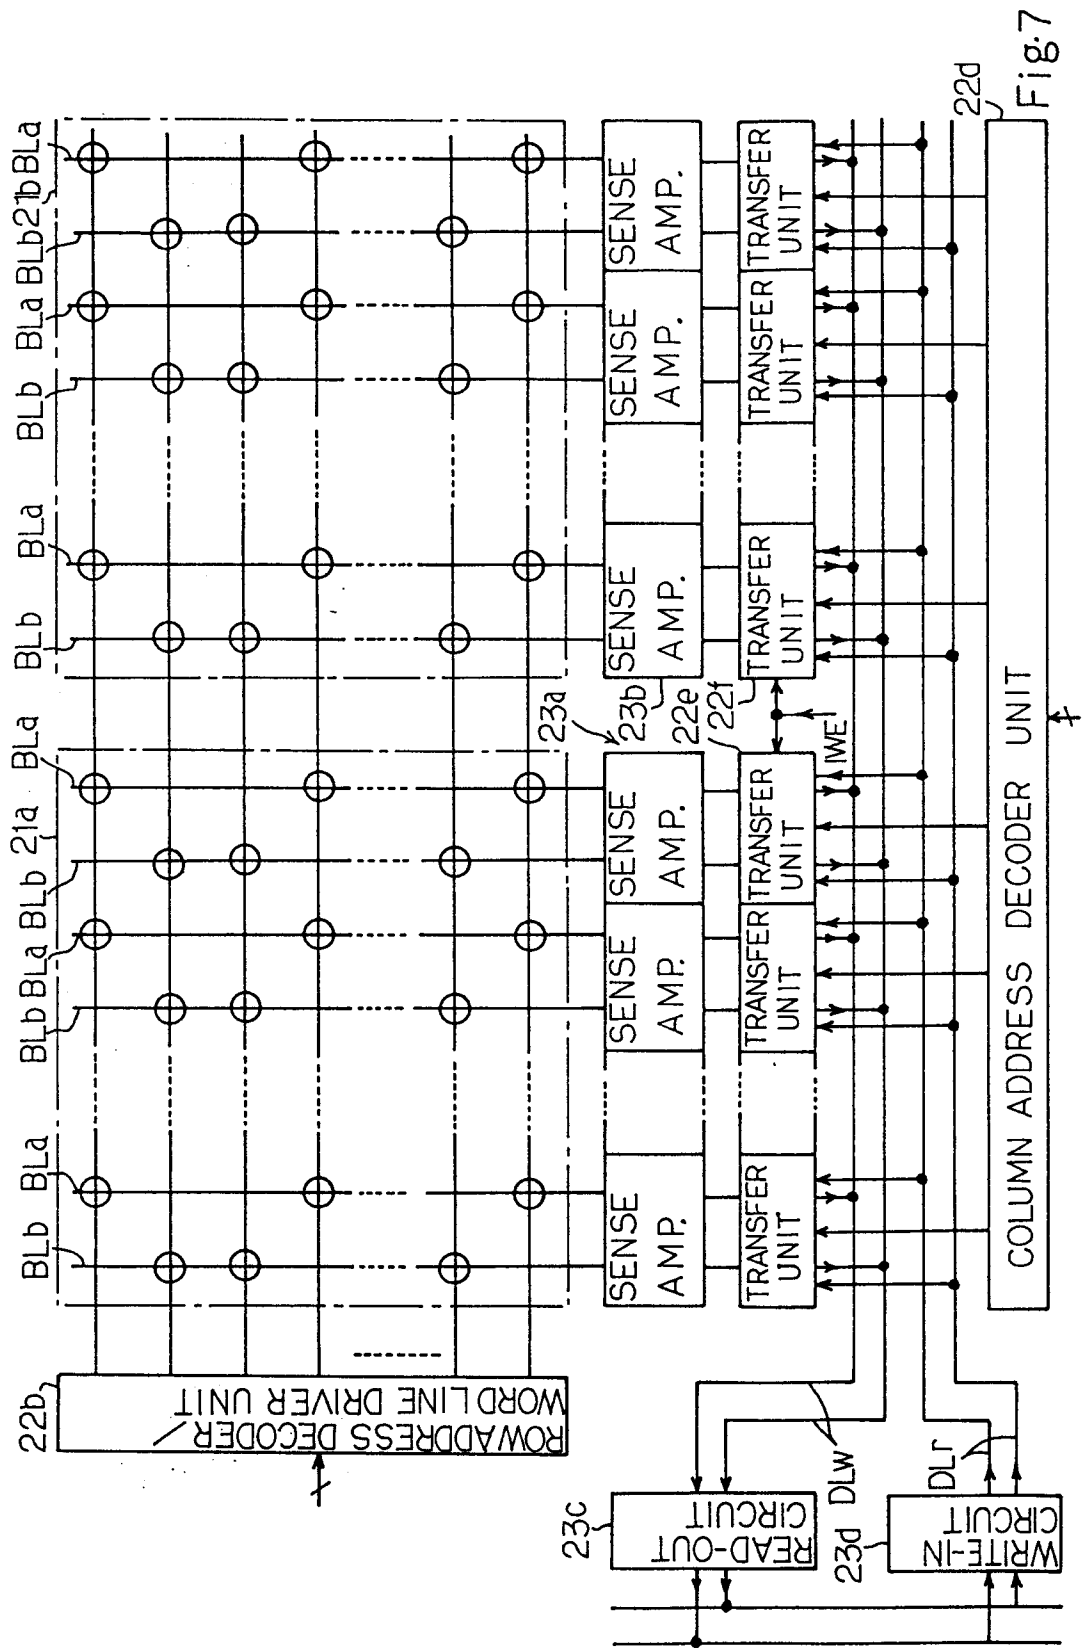 22b
ROW ADDRESS DECODER/
WORD LINE DRIVER UNIT
BLb
BLa
BLb
BLa
BLb
21a
BLa
BLb
BLa
BLb
BLa
BLb
21b
BLa
SENSE
AMP.
SENSE
AMP.
SENSE
AMP.
23a
23b
SENSE
AMP.
SENSE
AMP.
SENSE
AMP.
TRANSFER
UNIT
TRANSFER
UNIT
TRANSFER
UNIT
22e
22f
TRANSFER
UNIT
TRANSFER
UNIT
TRANSFER
UNIT
IWE
23c
READ-OUT
CIRCUIT
DLw
23d
WRITE-IN
CIRCUIT
DLr
COLUMN ADDRESS DECODER UNIT
22d
Fig.7